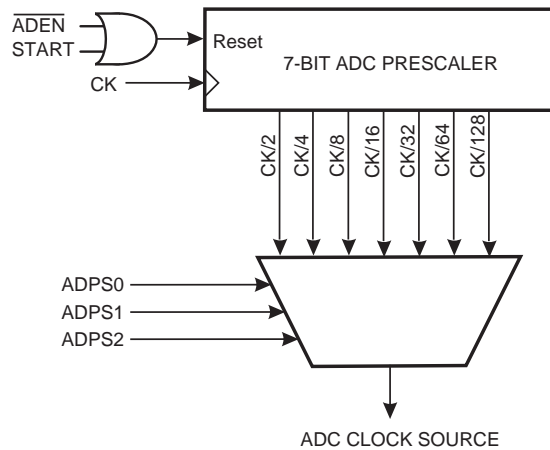 ADEN
START
Reset
7-BIT ADC PRESCALER
CK
CK/2
CK/4
CK/8
CK/16
CK/32
CK/64
CK/128
ADPS0
ADPS1
ADPS2
ADC CLOCK SOURCE